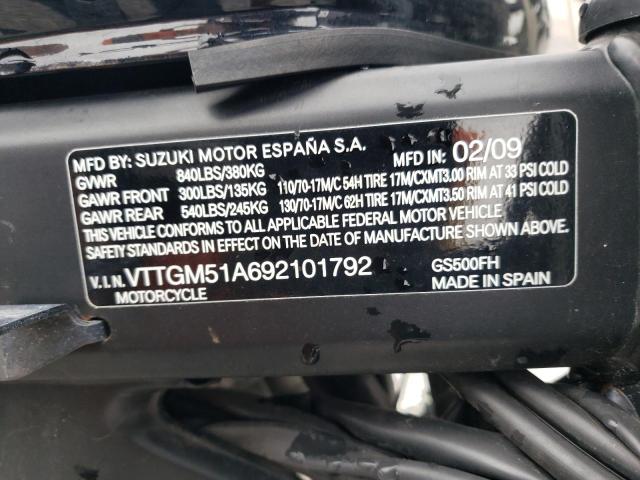 MFD BY: SUZUKI MOTOR ESPAÑA S.A. MFD IN: 02/09
GVWR 840LBS/380KG
GAWR FRONT 300LBS/135KG 110/70-17M/C 54H TIRE 17M/CXMT3.00 RIM AT 33 PSI COLD
GAWR REAR 540LBS/245KG 130/70-17M/C 62H TIRE 17M/CXMT3.50 RIM AT 41 PSI COLD
THIS VEHICLE CONFORMS TO ALL APPLICABLE FEDERAL MOTOR VEHICLE
SAFETY STANDARDS IN EFFECT ON THE DATE OF MANUFACTURE SHOWN ABOVE.
V.I.N. VTTGM51A692101792 GS500FH
MOTORCYCLE MADE IN SPAIN